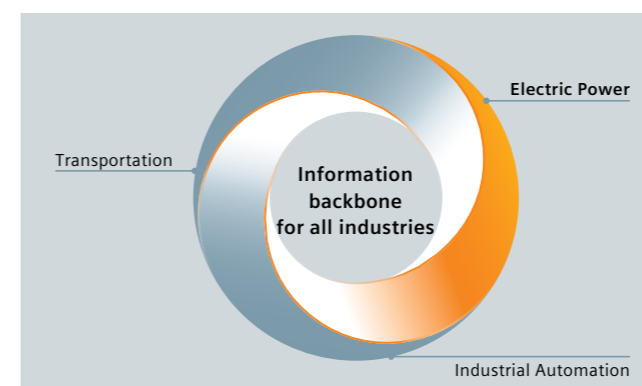 Electric Power
Transportation
Information
backbone
for all industries
Industrial Automation